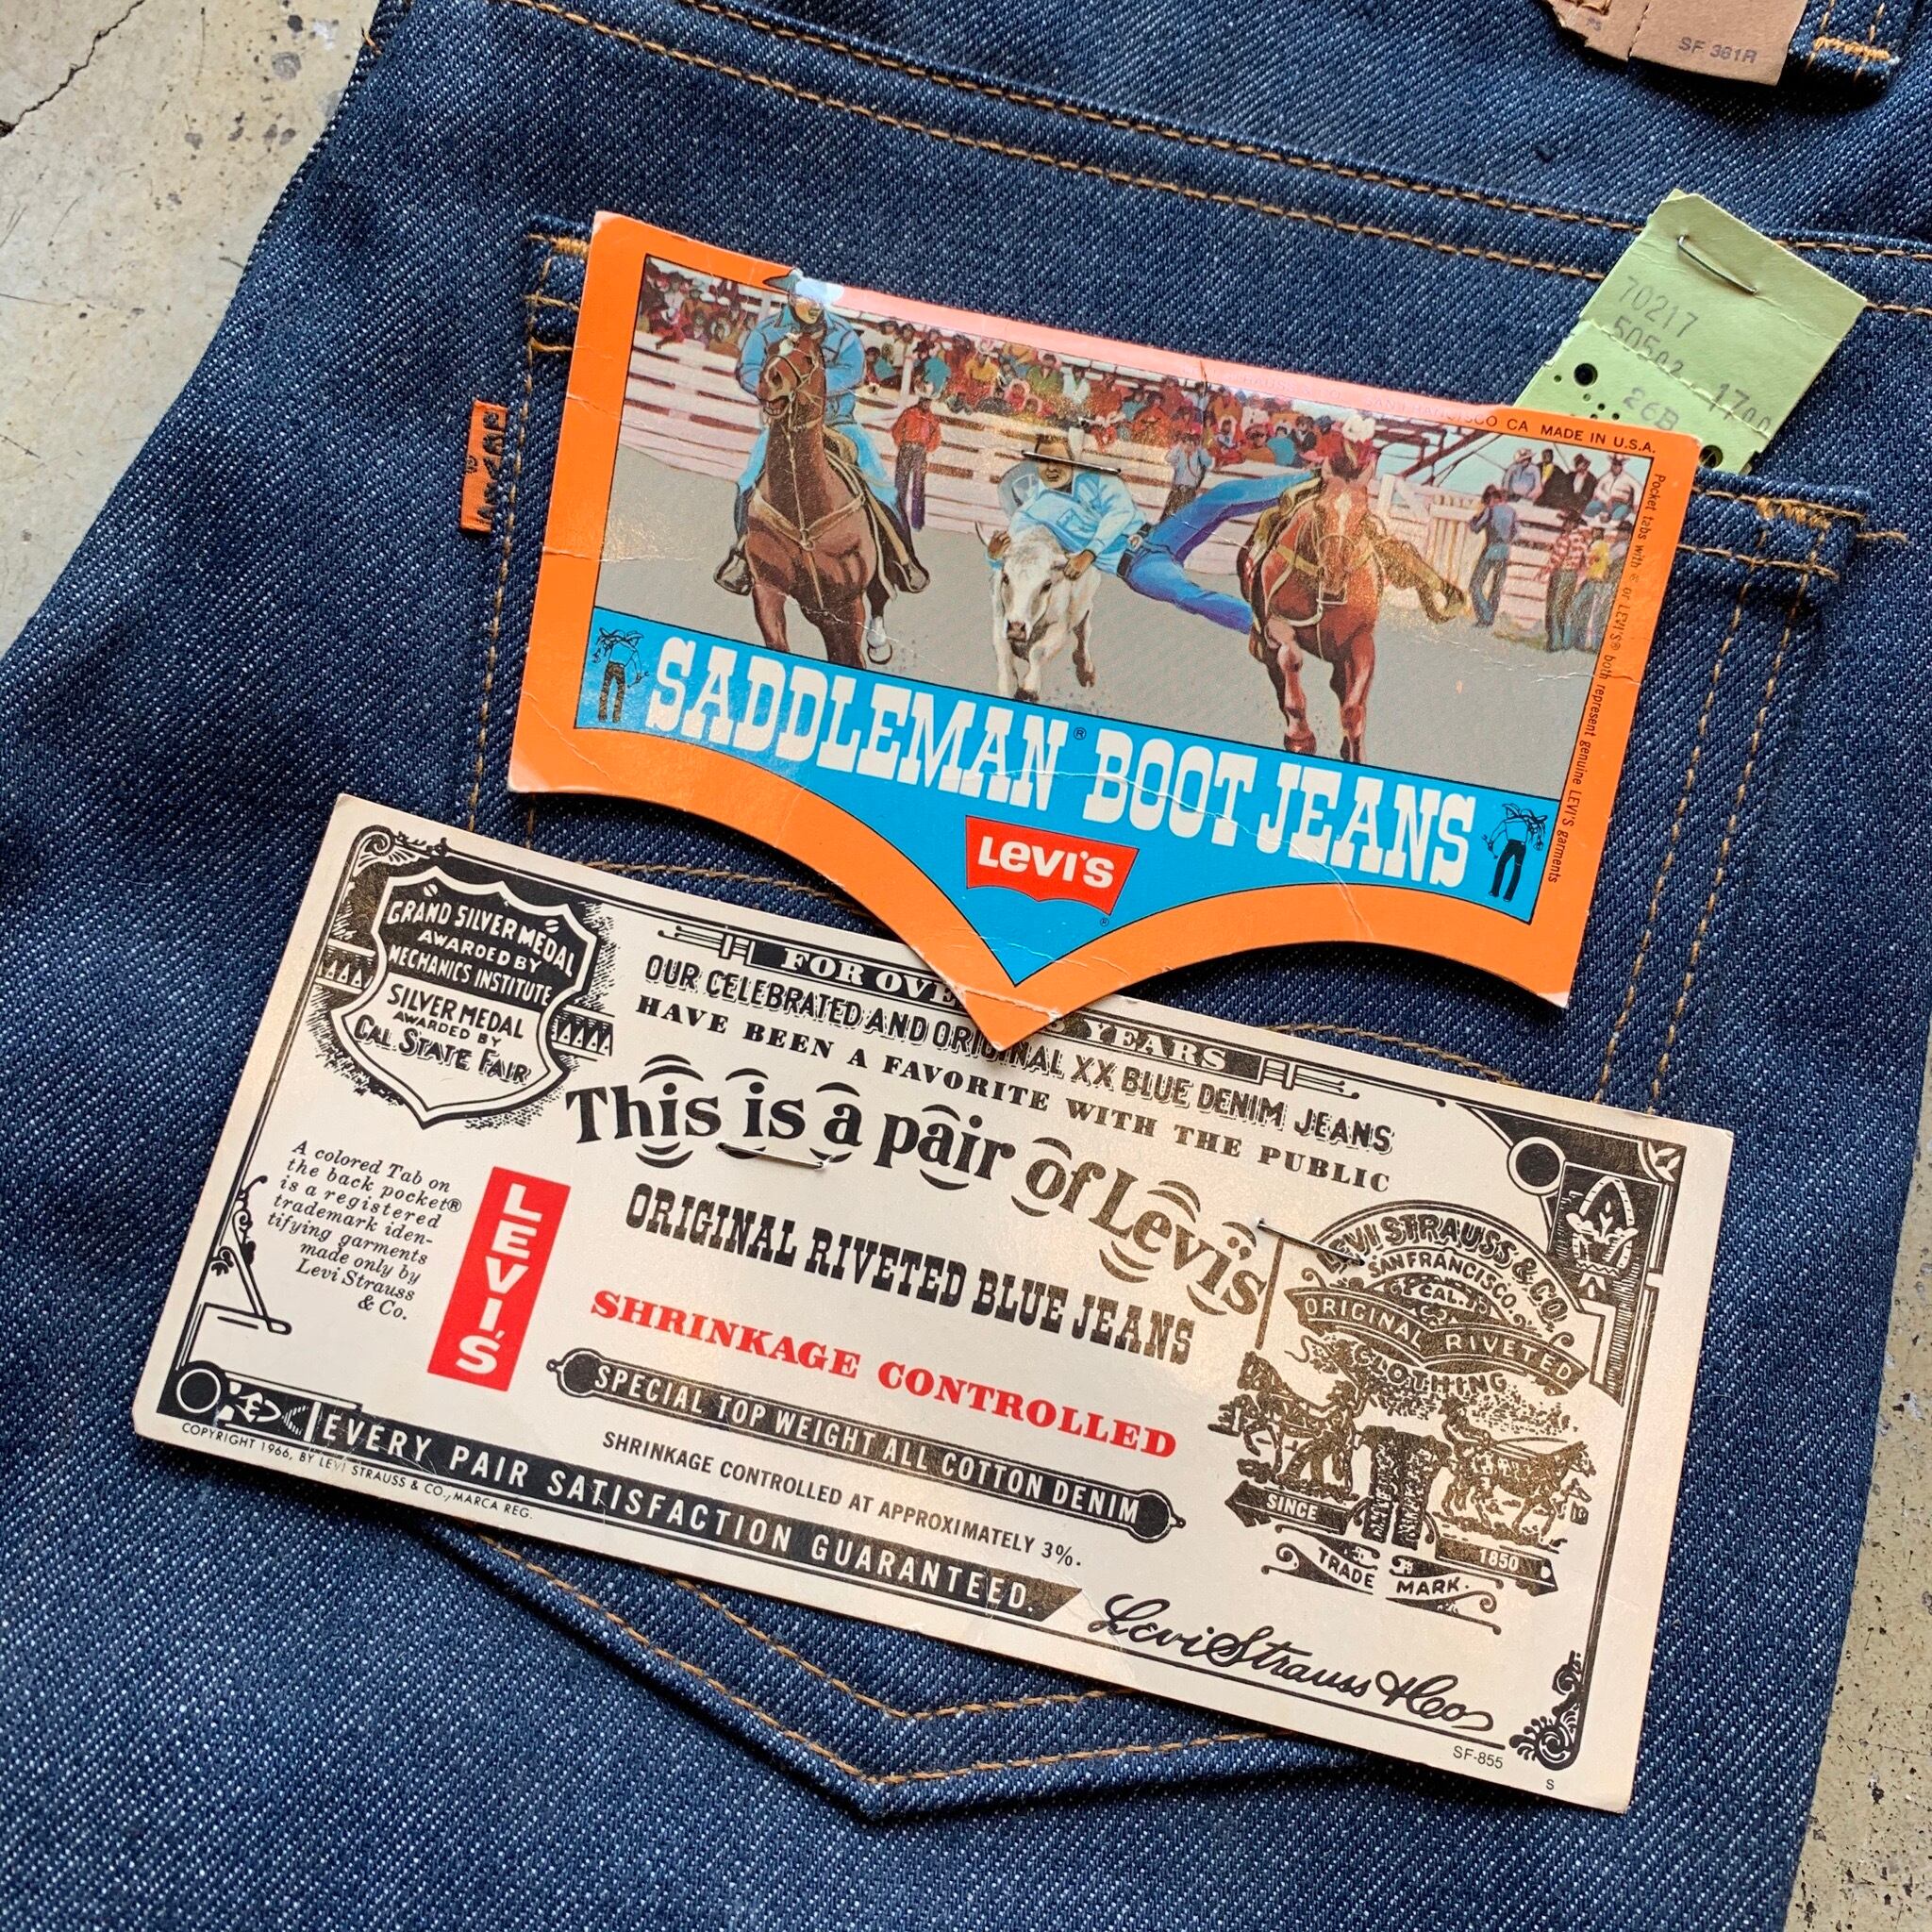 SF 381R
70217
26B
LEVI'S
CA MADE IN U.S.A.
Pocket tabs with ® or LEVI'S® both represent genuine LEVI'S garments
SADDLEMAN® BOOT JEANS
Levi's
®
GRAND SILVER MEDAL
AWARDED BY
MECHANICS INSTITUTE
SILVER MEDAL
AWARDED BY
CAL. STATE FAIR
FOR OVER YEARS
OUR CELEBRATED AND ORIGINAL XX BLUE DENIM JEANS
HAVE BEEN A FAVORITE WITH THE PUBLIC
This is a pair of Levi's
ORIGINAL RIVETED BLUE JEANS
SHRINKAGE CONTROLLED
SPECIAL TOP WEIGHT ALL COTTON DENIM
SHRINKAGE CONTROLLED AT APPROXIMATELY 3%.
EVERY PAIR SATISFACTION GUARANTEED.
A colored Tab on
the back pocket®
is a registered
trademark iden-
tifying garments
made only by
Levi Strauss
& Co.
LEVI'S
LEVI STRAUSS & CO.
SAN FRANCISCO.
CAL.
ORIGINAL RIVETED
CLOTHING
SINCE 1850
TRADE MARK.
Levi Strauss & Co
COPYRIGHT 1966, BY LEVI STRAUSS & CO., MARCA REG.
SF-855
S